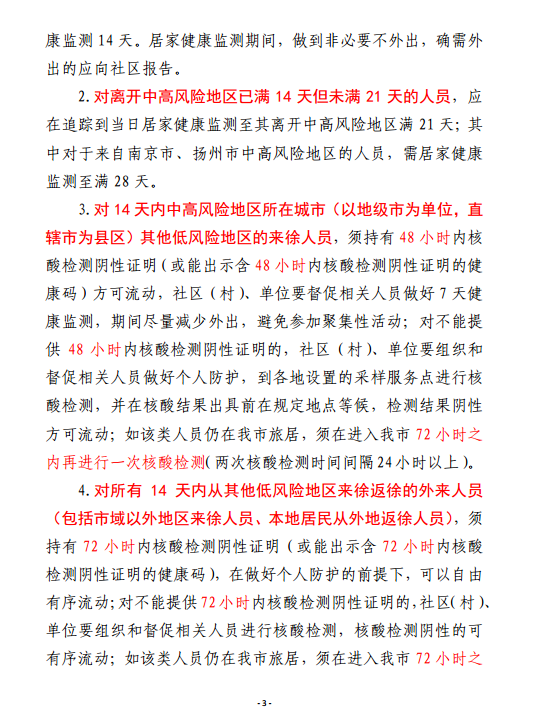 康监测 14 天。居家健康监测期间，做到非必要不外出，确需外
出的应向社区报告。
2. 对离开中高风险地区已满 14 天但未满 21 天的人员，应
在追踪到当日居家健康监测至其离开中高风险地区满 21 天；其
中对于来自南京市、扬州市中高风险地区的人员，需居家健康
监测至满 28 天。
3. 对 14 天内中高风险地区所在城市（以地级市为单位，直
辖市为县区）其他低风险地区的来徐人员，须持有 48 小时内核
酸检测阴性证明（或能出示含 48 小时内核酸检测阴性证明的健
康码）方可流动，社区（村）、单位要督促相关人员做好 7 天健
康监测，期间尽量减少外出，避免参加聚集性活动；对不能提
供 48 小时内核酸检测阴性证明的，社区（村）、单位要组织和
督促相关人员做好个人防护，到各地设置的采样服务点进行核
酸检测，并在核酸结果出具前在规定地点等候，检测结果阴性
方可流动；如该类人员仍在我市旅居，须在进入我市 72 小时之
内再进行一次核酸检测（两次核酸检测时间间隔 24 小时以上）。
4. 对所有 14 天内从其他低风险地区来徐返徐的外来人员
（包括市域以外地区来徐人员、本地居民从外地返徐人员），须
持有 72 小时内核酸检测阴性证明（或能出示含 72 小时内核酸
检测阴性证明的健康码），在做好个人防护的前提下，可以自由
有序流动；对不能提供 72 小时内核酸检测阴性证明的，社区（村）、
单位要组织和督促相关人员进行核酸检测，核酸检测阴性的可
有序流动；如该类人员仍在我市旅居，须在进入我市 72 小时之
- 3 -